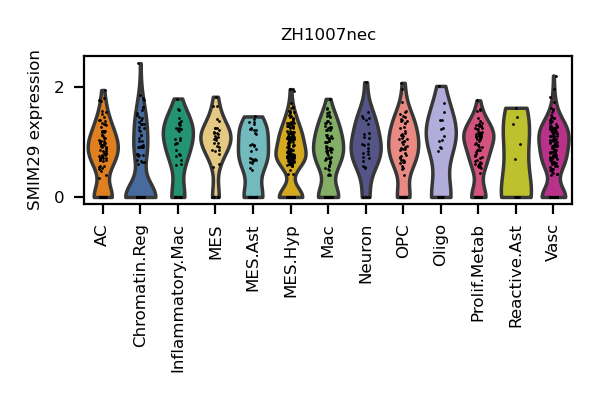 ZH1007nec
SMIM29 expression
2
0
AC
Chromatin.Reg
Inflammatory.Mac
MES
MES.Ast
MES.Hyp
Mac
Neuron
OPC
Oligo
Prolif.Metab
Reactive.Ast
Vasc